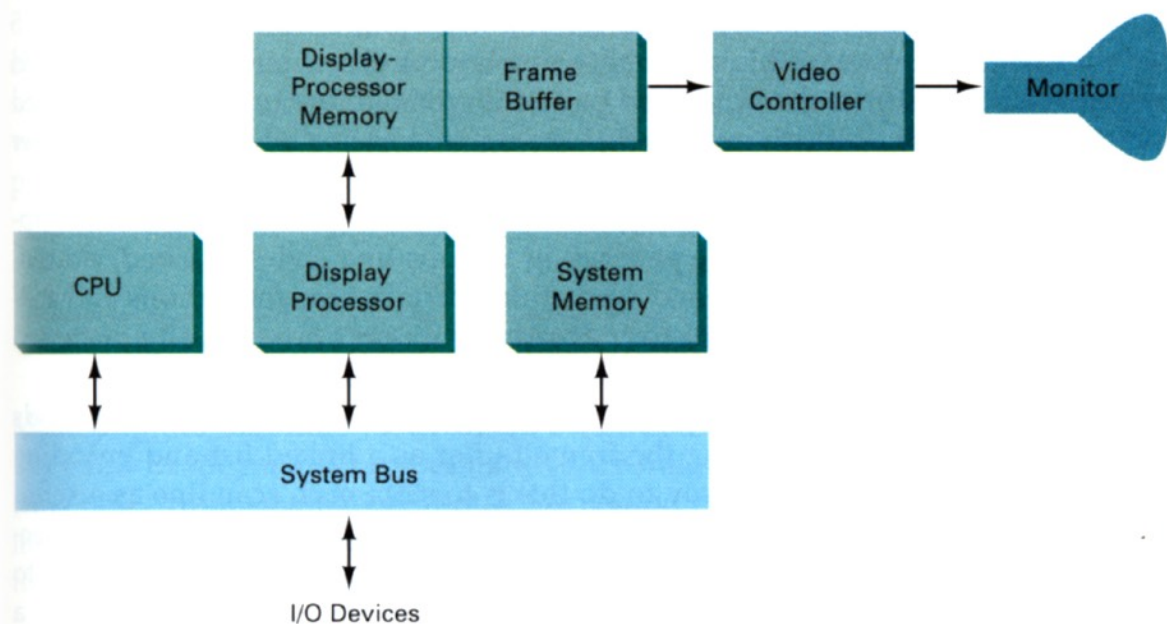 Display-
Processor
Memory
Frame
Buffer
Video
Controller
Monitor
CPU
Display
Processor
System
Memory
System Bus
I/O Devices